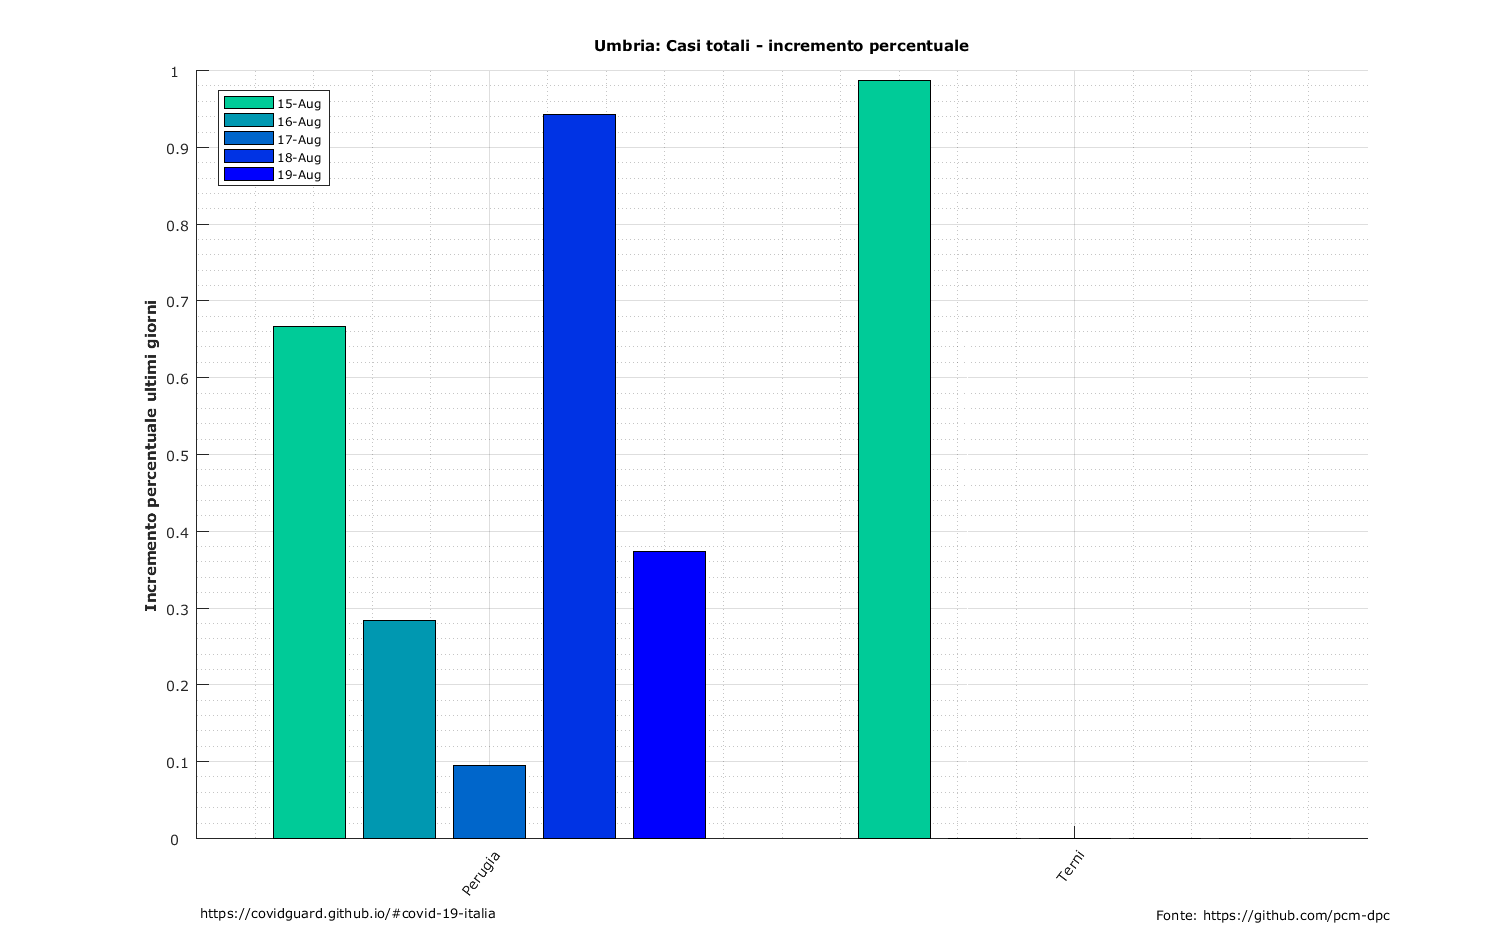 Umbria: Casi totali - incremento percentuale
Incremento percentuale ultimi giorni
1
0.9
0.8
0.7
0.6
0.5
0.4
0.3
0.2
0.1
0
15-Aug
16-Aug
17-Aug
18-Aug
19-Aug
Perugia
Terni
https://covidguard.github.io/#covid-19-italia
Fonte: https://github.com/pcm-dpc